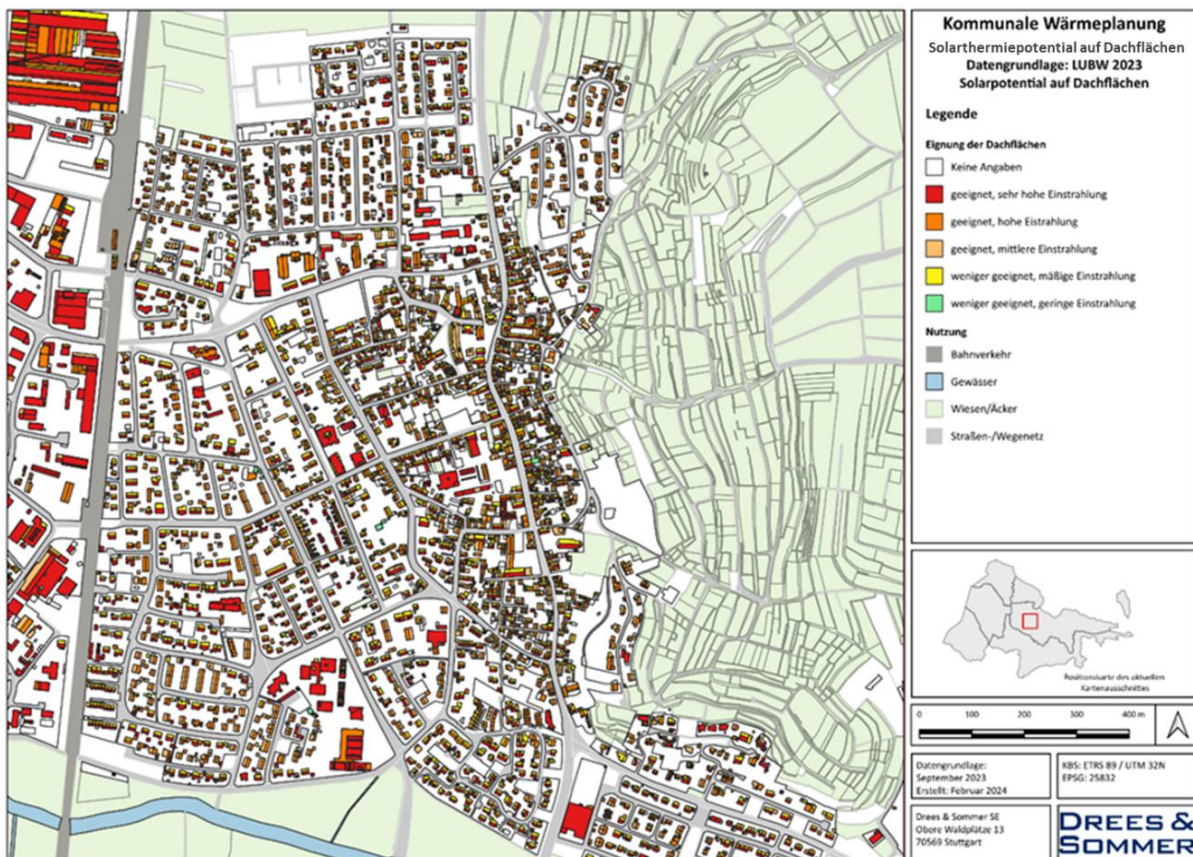 Kommunale Wärmeplanung
Solarthermiepotential auf Dachflächen
Datengrundlage: LUBW 2023
Solarpotential auf Dachflächen
Legende
Eignung der Dachflächen
Keine Angaben
geeignet, sehr hohe Einstrahlung
geeignet, hohe Eistrahlung
geeignet, mittlere Einstrahlung
weniger geeignet, mäßige Einstrahlung
weniger geeignet, geringe Einstrahlung
Nutzung
Bahnverkehr
Gewässer
Wiesen/Äcker
Straßen-/Wegenetz
Positionskarte des aktuellen
Kartenausschnittes
0 100 200 300 400 m
Datengrundlage:
September 2023
Erstellt: Februar 2024
KBS: ETRS 89 / UTM 32N
EPSG: 25832
Drees & Sommer SE
Obere Waldplätze 13
70569 Stuttgart
DREES &
SOMMER